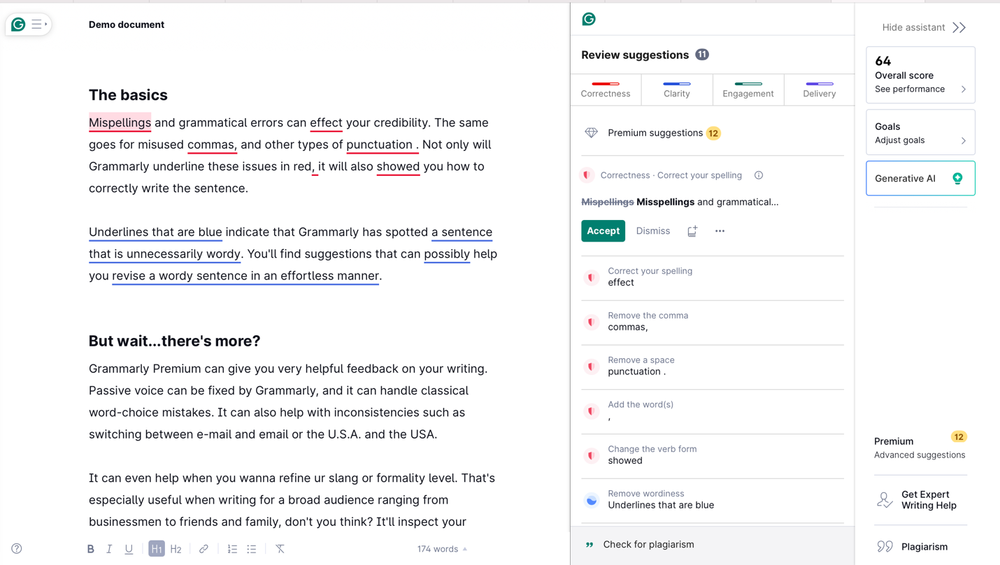 Demo document
The basics
Mispellings and grammatical errors can effect your credibility. The same
goes for misused commas, and other types of punctuation . Not only will
Grammarly underline these issues in red, it will also showed you how to
correctly write the sentence.
Underlines that are blue indicate that Grammarly has spotted a sentence
that is unnecessarily wordy. You'll find suggestions that can possibly help
you revise a wordy sentence in an effortless manner.
But wait...there's more?
Grammarly Premium can give you very helpful feedback on your writing.
Passive voice can be fixed by Grammarly, and it can handle classical
word-choice mistakes. It can also help with inconsistencies such as
switching between e-mail and email or the U.S.A. and the USA.
It can even help when you wanna refine ur slang or formality level. That's
especially useful when writing for a broad audience ranging from
businessmen to friends and family, don't you think? It'll inspect your
B I U H1 H2
174 words
Review suggestions 11
Correctness Clarity Engagement Delivery
Premium suggestions 12
Correctness · Correct your spelling
Mispellings Misspellings and grammatical...
Accept Dismiss
Correct your spelling
effect
Remove the comma
commas,
Remove a space
punctuation .
Add the word(s)
,
Change the verb form
showed
Remove wordiness
Underlines that are blue
Check for plagiarism
Hide assistant
64
Overall score
See performance
Goals
Adjust goals
Generative AI
Premium 12
Advanced suggestions
Get Expert
Writing Help
Plagiarism